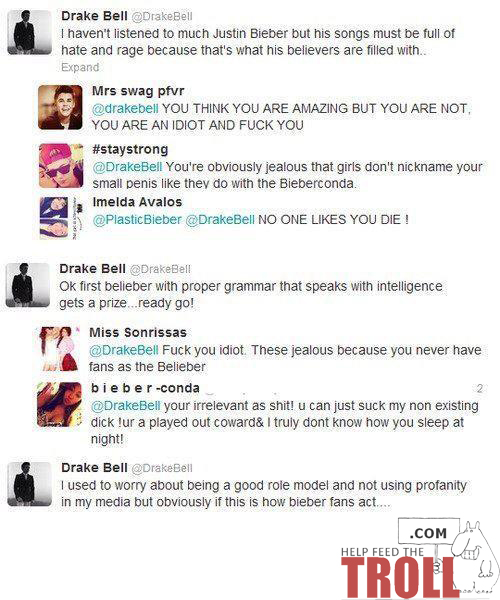 Drake Bell @DrakeBell
I haven't listened to much Justin Bieber but his songs must be full of
hate and rage because that's what his believers are filled with..
Expand
Mrs swag pfvr
@drakebell YOU THINK YOU ARE AMAZING BUT YOU ARE NOT,
YOU ARE AN IDIOT AND FUCK YOU
#staystrong
@DrakeBell You're obviously jealous that girls don't nickname your
small penis like they do with the Bieberconda.
Imelda Avalos
@PlasticBieber @DrakeBell NO ONE LIKES YOU DIE !
Drake Bell @DrakeBell
Ok first belieber with proper grammar that speaks with intelligence
gets a prize...ready go!
Miss Sonrissas
@DrakeBell Fuck you idiot. These jealous because you never have
fans as the Belieber
b i e b e r -conda
2
@DrakeBell your irrelevant as shit! u can just suck my non existing
dick !ur a played out coward& I truly dont know how you sleep at
night!
Drake Bell @DrakeBell
I used to worry about being a good role model and not using profanity
in my media but obviously if this is how bieber fans act....
.COM
HELP FEED THE
TROLL